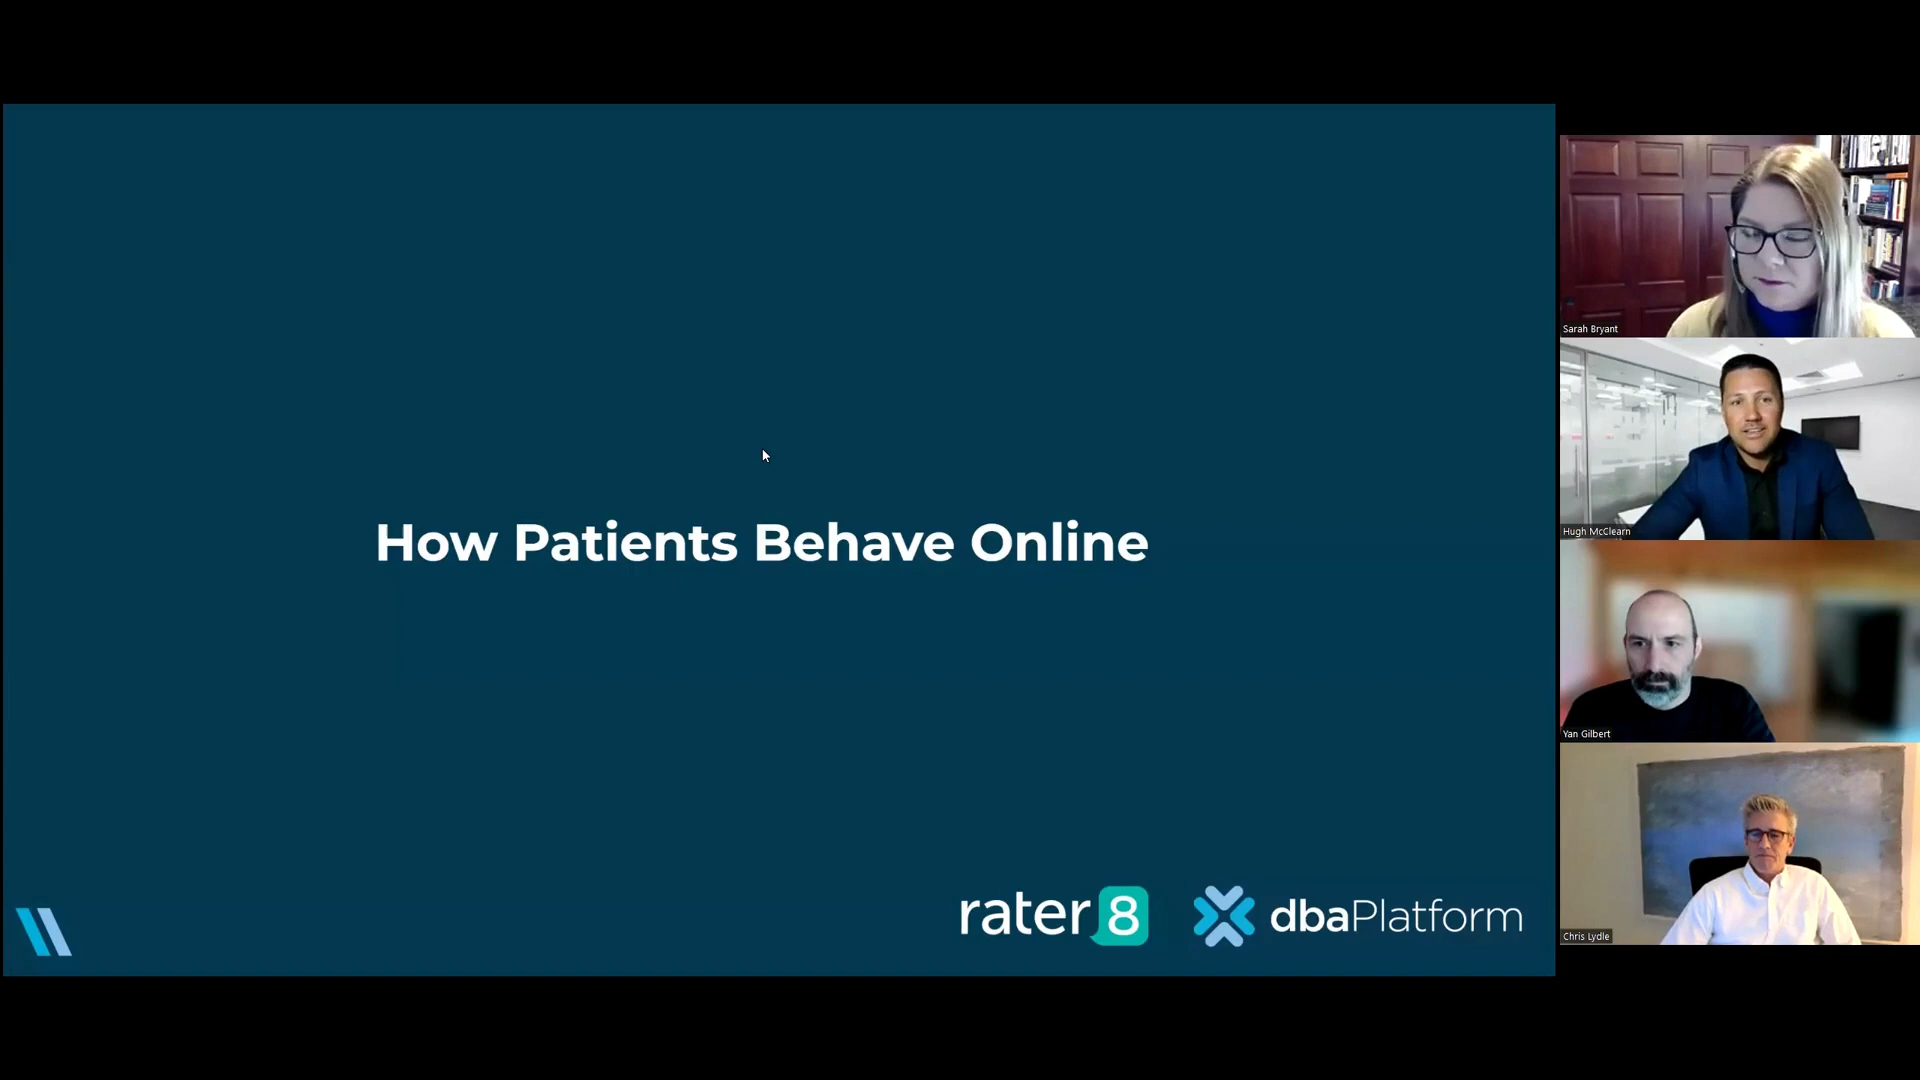 How Patients Behave Online
rater8
dbaPlatform
Sarah Bryant
Hugh McClearn
Yan Gilbert
Chris Lydle